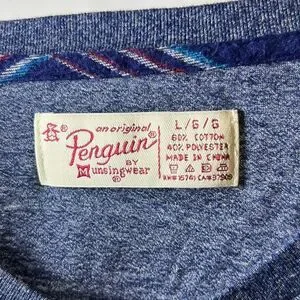 an original
Penguin®
BY
Munsingwear®
L/G/G
60% COTTON
40% POLYESTER
MADE IN CHINA